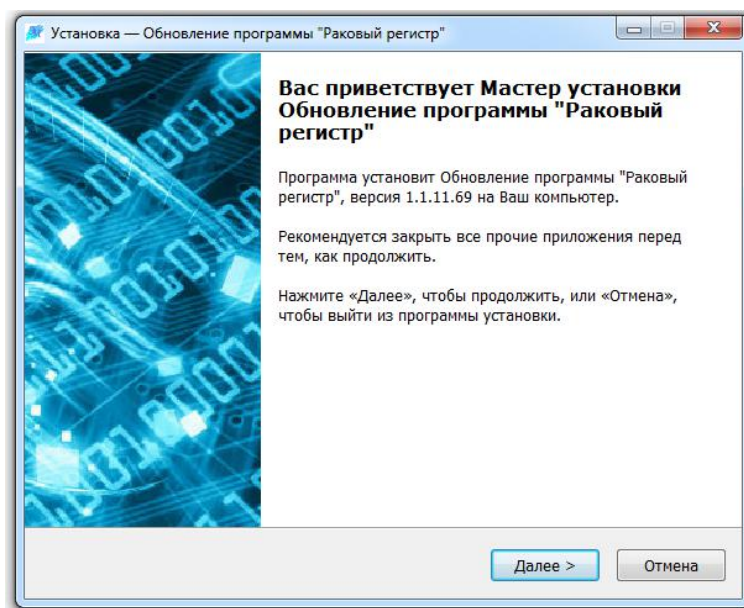 Установка — Обновление программы "Раковый регистр"
Вас приветствует Мастер установки
Обновление программы "Раковый
регистр"
Программа установит Обновление программы "Раковый
регистр", версия 1.1.11.69 на Ваш компьютер.
Рекомендуется закрыть все прочие приложения перед
тем, как продолжить.
Нажмите «Далее», чтобы продолжить, или «Отмена»,
чтобы выйти из программы установки.
Далее >
Отмена